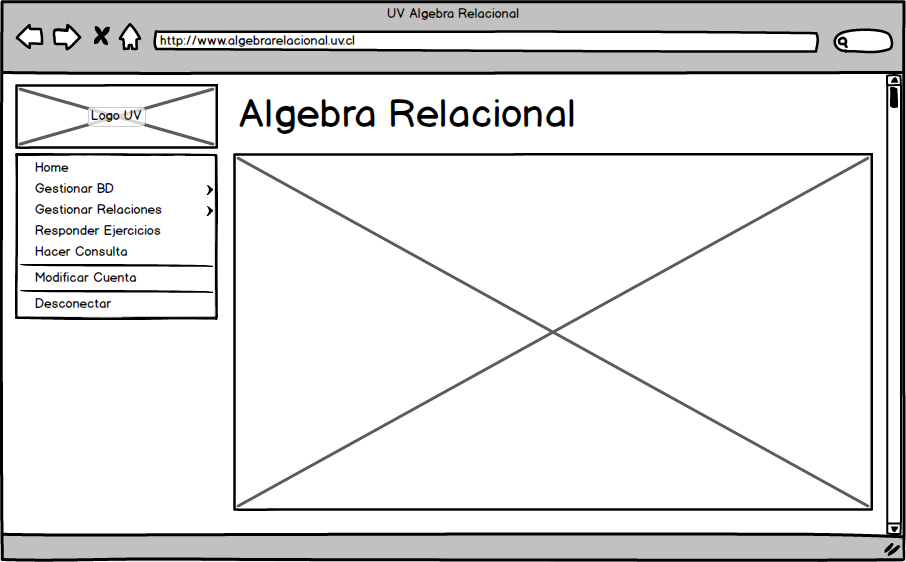 UV Algebra Relacional
http://www.algebrarelacional.uv.cl
Logo UV
Algebra Relacional
Home
Gestionar BD
Gestionar Relaciones
Responder Ejercicios
Hacer Consulta
Modificar Cuenta
Desconectar